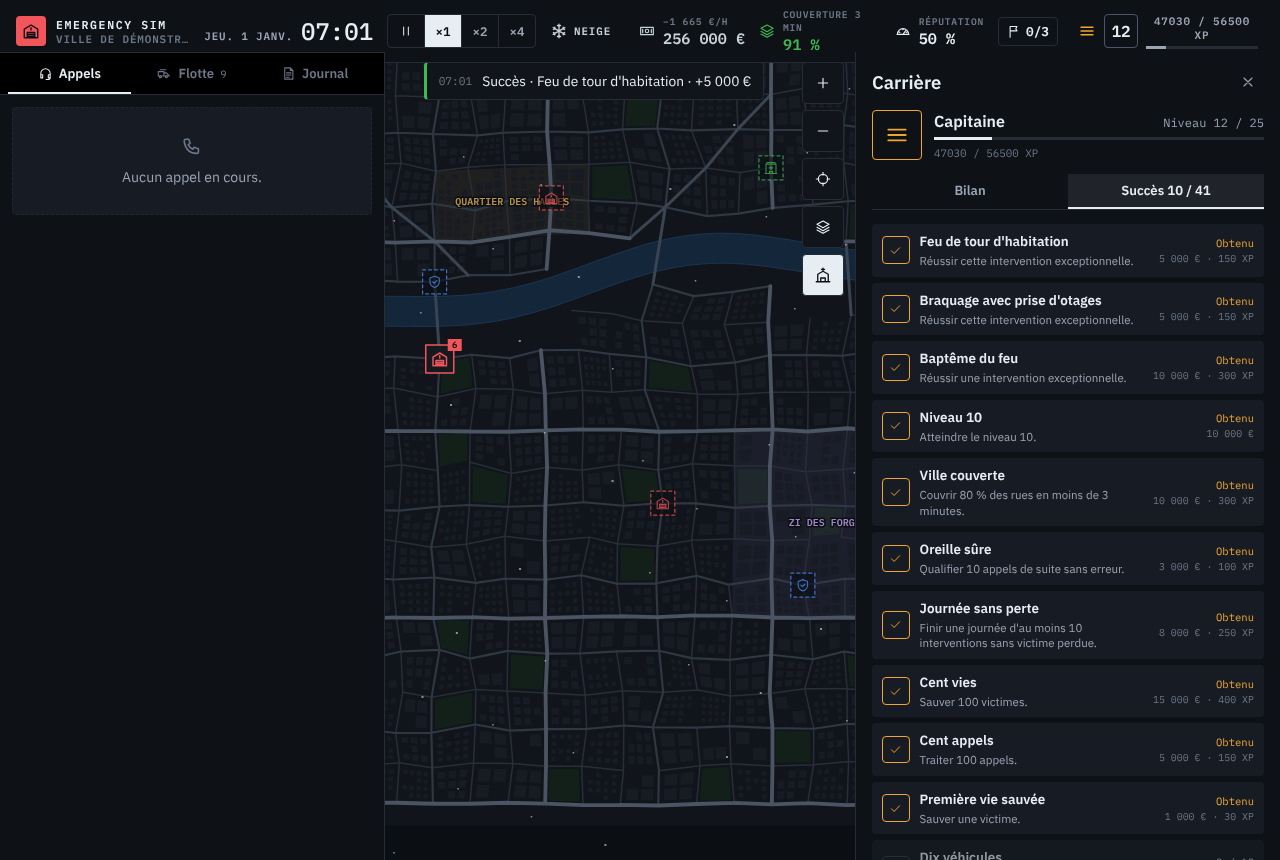 EMERGENCY SIM
VILLE DE DÉMONSTR…
JEU. 1 JANV. 07:01
×1 ×2 ×4
NEIGE
−1 665 €/H
256 000 €
COUVERTURE 3 MIN
91 %
RÉPUTATION
50 %
0/3
12
47030 / 56500 XP
Appels
Flotte 9
Journal
Aucun appel en cours.
07:01 Succès · Feu de tour d'habitation · +5 000 €
QUARTIER DES HALLES
6
ZI DES FORG
Carrière
Capitaine
Niveau 12 / 25
47030 / 56500 XP
Bilan
Succès 10 / 41
Feu de tour d'habitation
Réussir cette intervention exceptionnelle.
Obtenu
5 000 € · 150 XP
Braquage avec prise d'otages
Réussir cette intervention exceptionnelle.
Obtenu
5 000 € · 150 XP
Baptême du feu
Réussir une intervention exceptionnelle.
Obtenu
10 000 € · 300 XP
Niveau 10
Atteindre le niveau 10.
Obtenu
10 000 €
Ville couverte
Couvrir 80 % des rues en moins de 3
minutes.
Obtenu
10 000 € · 300 XP
Oreille sûre
Qualifier 10 appels de suite sans erreur.
Obtenu
3 000 € · 100 XP
Journée sans perte
Finir une journée d'au moins 10
interventions sans victime perdue.
Obtenu
8 000 € · 250 XP
Cent vies
Sauver 100 victimes.
Obtenu
15 000 € · 400 XP
Cent appels
Traiter 100 appels.
Obtenu
5 000 € · 150 XP
Première vie sauvée
Sauver une victime.
Obtenu
1 000 € · 30 XP
Dix véhicules